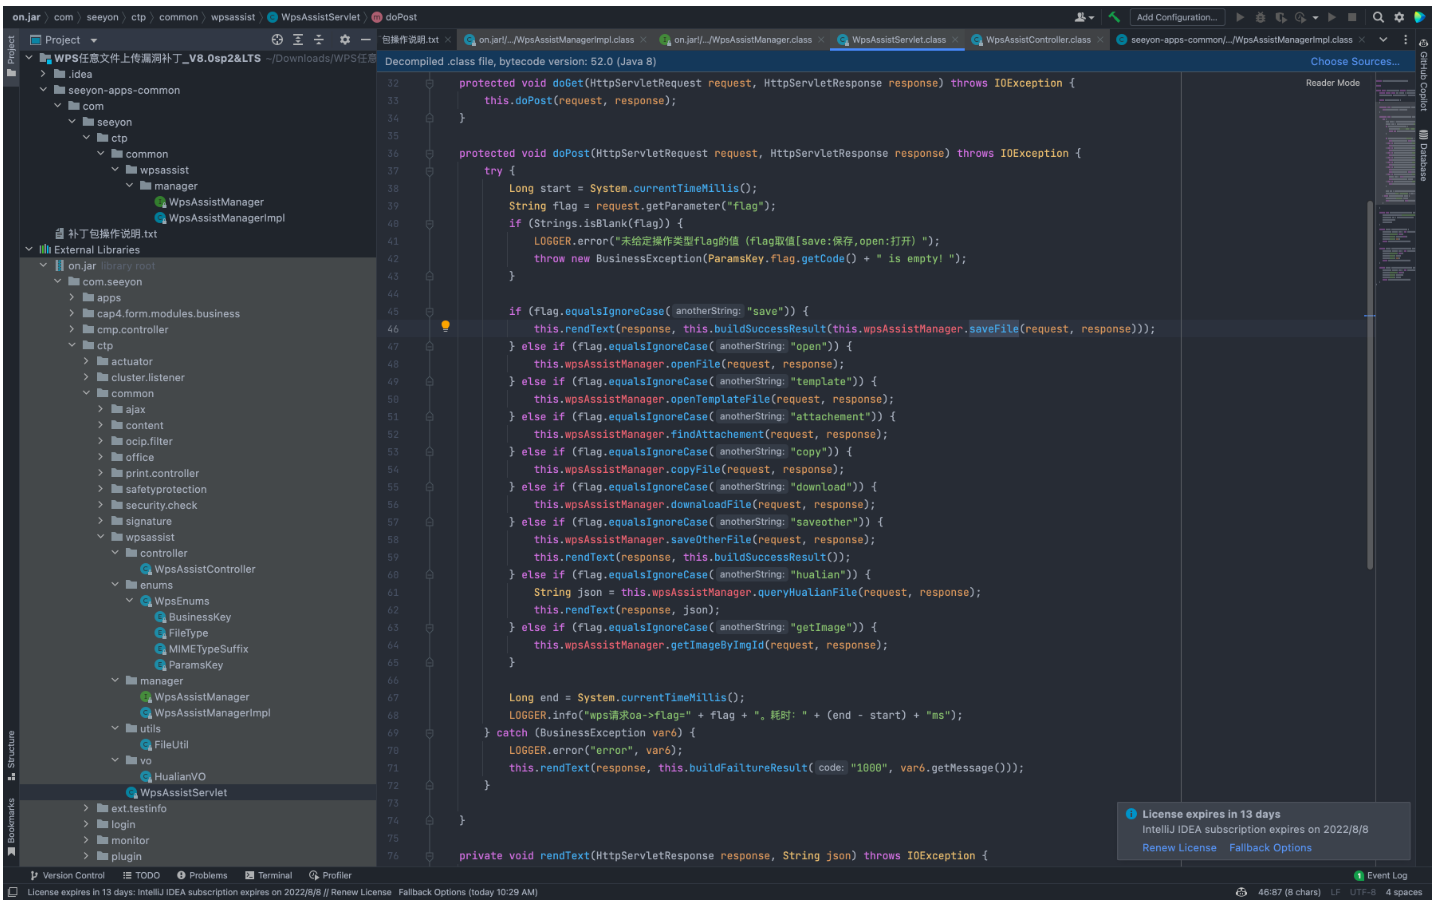 on.jar 〉 com 〉 seeyon 〉 ctp 〉 common 〉 wpsassist 〉 WpsAssistServlet 〉 doPost
Add Configuration...
Project
包操作说明.txt × on.jar!/.../WpsAssistManagerImpl.class × on.jar!/.../WpsAssistManager.class × WpsAssistServlet.class × WpsAssistController.class × seeyon-apps-common/.../WpsAssistManagerImpl.class ×
Decompiled .class file, bytecode version: 52.0 (Java 8) Choose Sources...
Reader Mode
Project
Structure
Bookmarks
GitHub Copilot
Database
WPS任意文件上传漏洞补丁_V8.0sp2&LTS ~/Downloads/WPS任意
.idea
seeyon-apps-common
com
seeyon
ctp
common
wpsassist
manager
WpsAssistManager
WpsAssistManagerImpl
补丁包操作说明.txt
External Libraries
on.jar library root
com.seeyon
apps
cap4.form.modules.business
cmp.controller
ctp
actuator
cluster.listener
common
ajax
content
ocip.filter
office
print.controller
safetyprotection
security.check
signature
wpsassist
controller
WpsAssistController
enums
WpsEnums
BusinessKey
FileType
MIMETypeSuffix
ParamsKey
manager
WpsAssistManager
WpsAssistManagerImpl
utils
FileUtil
vo
HualianVO
WpsAssistServlet
ext.testinfo
login
monitor
plugin
32 protected void doGet(HttpServletRequest request, HttpServletResponse response) throws IOException {
33 this.doPost(request, response);
34 }
35
36 protected void doPost(HttpServletRequest request, HttpServletResponse response) throws IOException {
37 try {
38 Long start = System.currentTimeMillis();
39 String flag = request.getParameter("flag");
40 if (Strings.isBlank(flag)) {
41 LOGGER.error("未给定操作类型flag的值（flag取值[save:保存,open:打开）");
42 throw new BusinessException(ParamsKey.flag.getCode() + " is empty! ");
43 }
44
45 if (flag.equalsIgnoreCase( anotherString: "save")) {
46 this.rendText(response, this.buildSuccessResult(this.wpsAssistManager.saveFile(request, response)));
47 } else if (flag.equalsIgnoreCase( anotherString: "open")) {
48 this.wpsAssistManager.openFile(request, response);
49 } else if (flag.equalsIgnoreCase( anotherString: "template")) {
50 this.wpsAssistManager.openTemplateFile(request, response);
51 } else if (flag.equalsIgnoreCase( anotherString: "attachement")) {
52 this.wpsAssistManager.findAttachement(request, response);
53 } else if (flag.equalsIgnoreCase( anotherString: "copy")) {
54 this.wpsAssistManager.copyFile(request, response);
55 } else if (flag.equalsIgnoreCase( anotherString: "download")) {
56 this.wpsAssistManager.downaloadFile(request, response);
57 } else if (flag.equalsIgnoreCase( anotherString: "saveother")) {
58 this.wpsAssistManager.saveOtherFile(request, response);
59 this.rendText(response, this.buildSuccessResult());
60 } else if (flag.equalsIgnoreCase( anotherString: "hualian")) {
61 String json = this.wpsAssistManager.queryHualianFile(request, response);
62 this.rendText(response, json);
63 } else if (flag.equalsIgnoreCase( anotherString: "getImage")) {
64 this.wpsAssistManager.getImageByImgId(request, response);
65 }
66
67 Long end = System.currentTimeMillis();
68 LOGGER.info("wps请求oa->flag=" + flag + "。耗时：" + (end - start) + "ms");
69 } catch (BusinessException var6) {
70 LOGGER.error("error", var6);
71 this.rendText(response, this.buildFailtureResult( code: "1000", var6.getMessage()));
72 }
73
74 }
75
76 private void rendText(HttpServletResponse response, String json) throws IOException {
License expires in 13 days
IntelliJ IDEA subscription expires on 2022/8/8
Renew License Fallback Options
Version Control TODO Problems Terminal Profiler 1 Event Log
License expires in 13 days: IntelliJ IDEA subscription expires on 2022/8/8 // Renew License Fallback Options (today 10:29 AM) 46:87 (8 chars) LF UTF-8 4 spaces